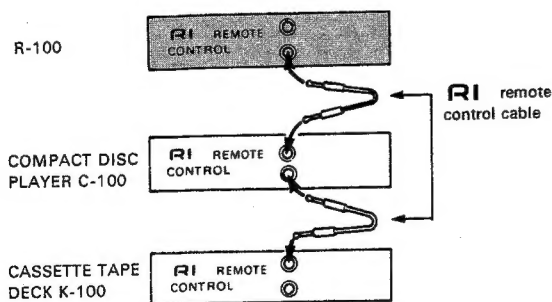 R-100
RI REMOTE
CONTROL
RI remote
control cable
COMPACT DISC
PLAYER C-100
RI REMOTE
CONTROL
CASSETTE TAPE
DECK K-100
RI REMOTE
CONTROL